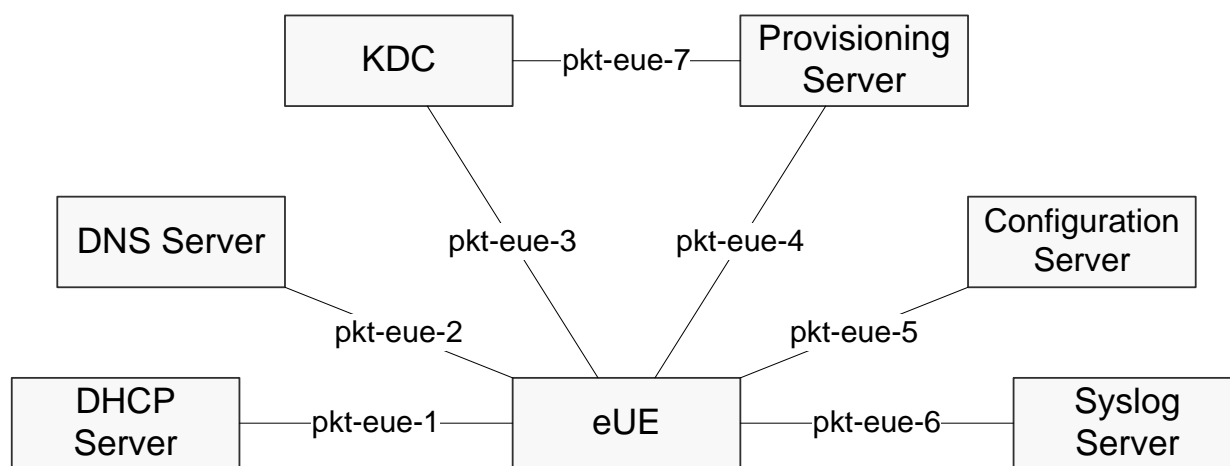 KDC
pkt-eue-7
Provisioning
Server
DNS Server
pkt-eue-3
pkt-eue-4
Configuration
Server
pkt-eue-2
pkt-eue-5
DHCP
Server
pkt-eue-1
eUE
pkt-eue-6
Syslog
Server